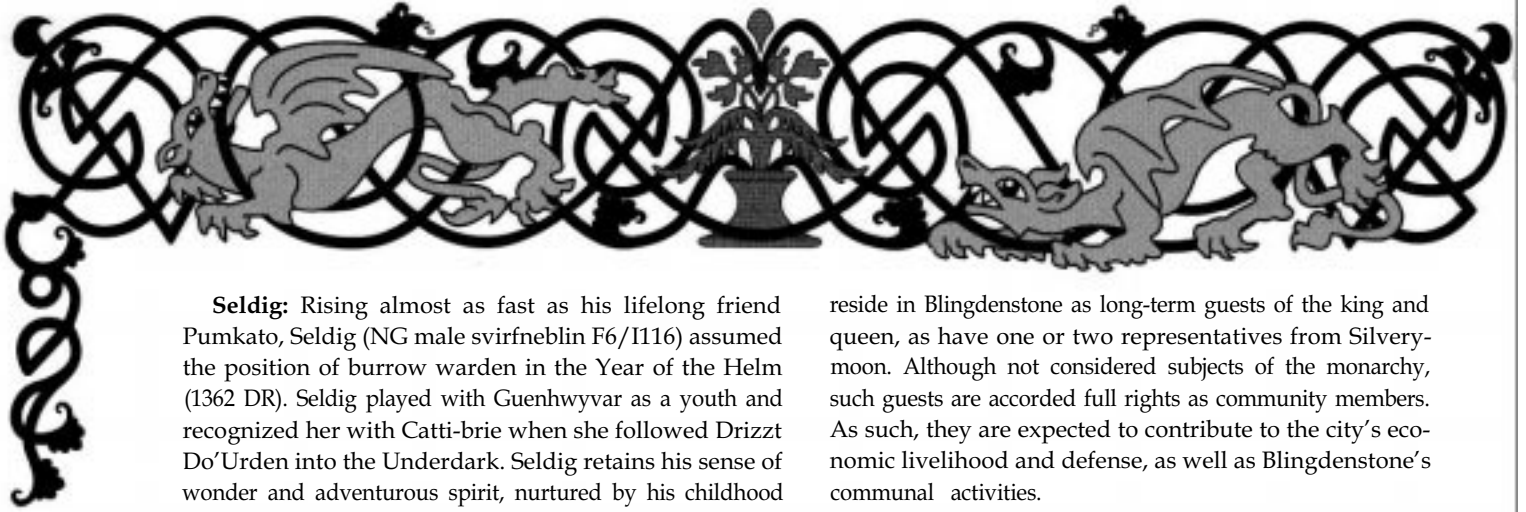 Seldig: Rising almost as fast as his lifelong friend
Pumkato, Seldig (NG male svirfneblin F6/I116) assumed
the position of burrow warden in the Year of the Helm
(1362 DR). Seldig played with Guenhwyvar as a youth and
recognized her with Catti-brie when she followed Drizzt
Do'Urden into the Underdark. Seldig retains his sense of
wonder and adventurous spirit, nurtured by his childhood
reside in Blingdenstone as long-term guests of the king and
queen, as have one or two representatives from Silvery-
moon. Although not considered subjects of the monarchy,
such guests are accorded full rights as community members.
As such, they are expected to contribute to the city's eco-
nomic livelihood and defense, as well as Blingdenstone's
communal activities.